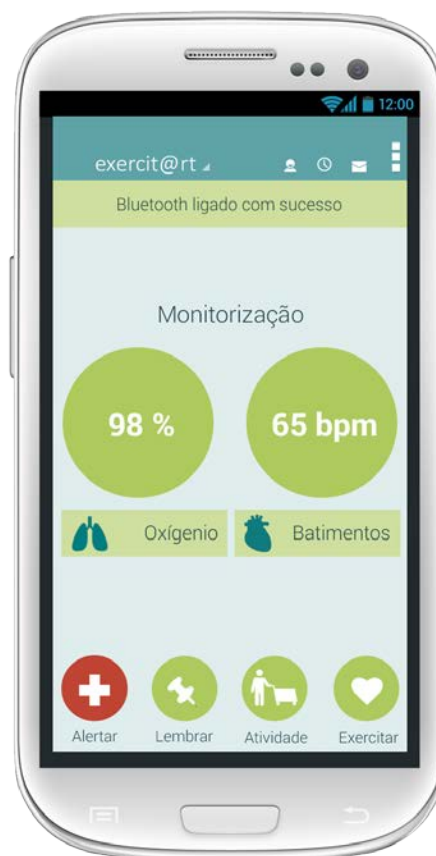 12:00
exercit@rt
Bluetooth ligado com sucesso
Monitorização
98 %
65 bpm
Oxígenio
Batimentos
Alertar
Lembrar
Atividade
Exercitar